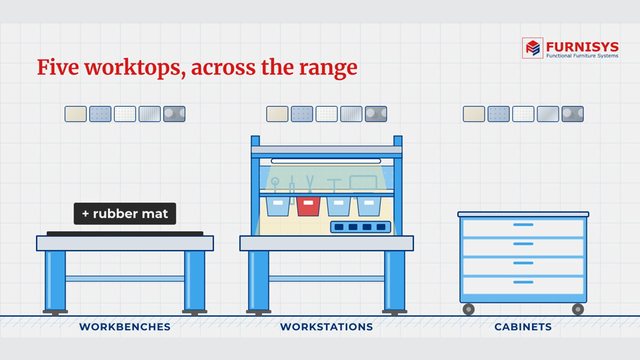 FURNISYS
Functional Furniture Systems
Five worktops, across the range
+ rubber mat
WORKBENCHES
WORKSTATIONS
CABINETS